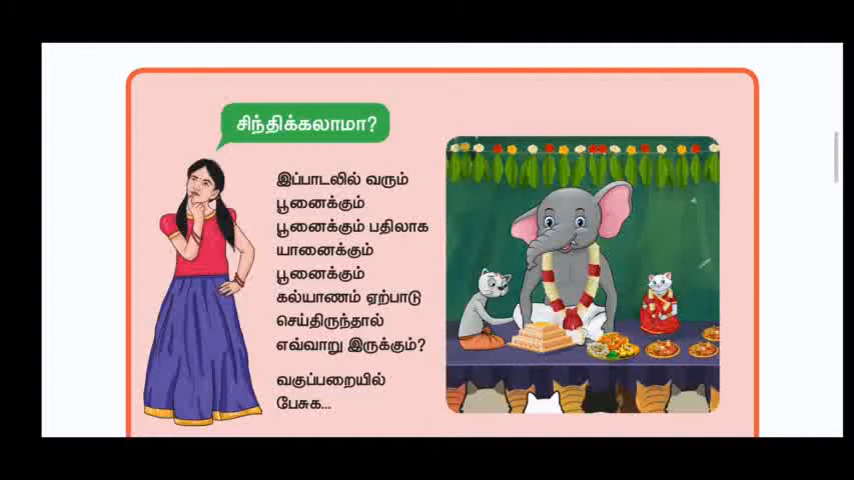 சிந்திக்கலாமா?
இப்பாடலில் வரும்
பூனைக்கும்
பூனைக்கும் பதிலாக
யானைக்கும்
பூனைக்கும்
கல்யாணம் ஏற்பாடு
செய்திருந்தால்
எவ்வாறு இருக்கும்?
வகுப்பறையில்
பேசுக...